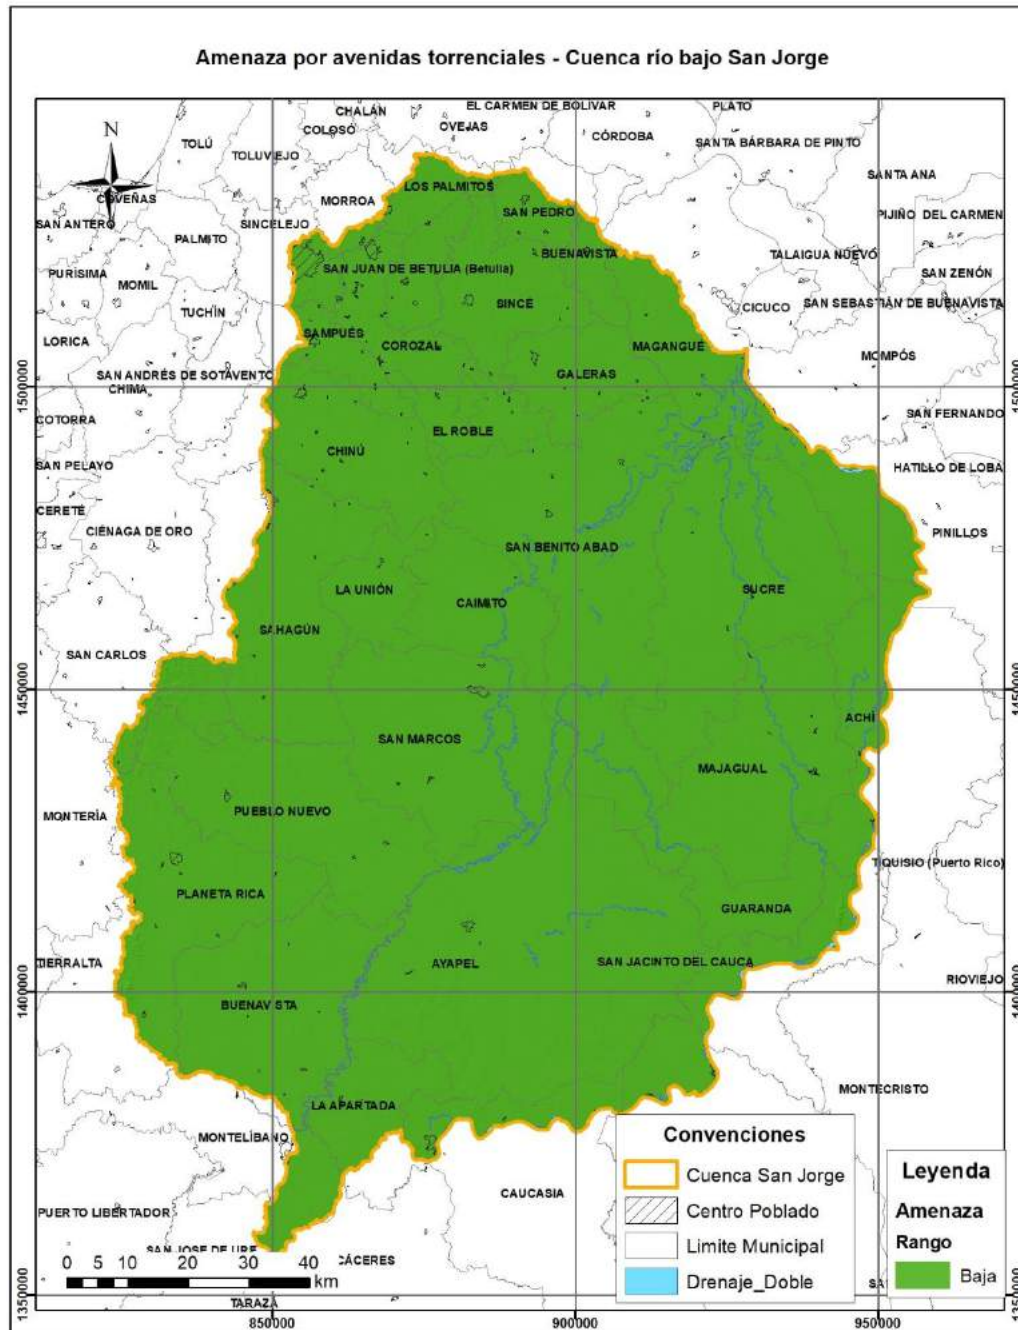 Amenaza por avenidas torrenciales - Cuenca río bajo San Jorge
N
CHALÁN
EL CARMEN DE BOLÍVAR
PLATO
COLOSÓ
OVEJAS
CÓRDOBA
TOLÚ
TOLUVIEJO
SANTA BÁRBARA DE PINTO
SANTA ANA
COVEÑAS
MORROA
LOS PALMITOS
SAN ANTERO
SINCELEJO
SAN PEDRO
PIJIÑO DEL CARMEN
PALMITO
BUENAVISTA
TALAIGUA NUEVO
PURÍSIMA
SAN JUAN DE BETULIA (Betulia)
SAN ZENÓN
MOMIL
SINCE
CICUCO
SAN SEBASTIÁN DE BUENAVISTA
TUCHÍN
SAMPUÉS
LORICA
COROZAL
MAGANGUÉ
MOMPÓS
SAN ANDRÉS DE SOTAVENTO
GALERAS
CHIMA
1500000
1500000
COTORRA
SAN FERNANDO
EL ROBLE
CHINÚ
SAN PELAYO
HATILLO DE LOBA
CERETÉ
CIÉNAGA DE ORO
PINILLOS
SAN BENITO ABAD
LA UNIÓN
SUCRE
CAIMITO
SAHAGÚN
SAN CARLOS
1450000
1450000
ACHÍ
SAN MARCOS
MAJAGUAL
PUEBLO NUEVO
MONTERÍA
TIQUISIO (Puerto Rico)
PLANETA RICA
GUARANDA
TIERRALTA
AYAPEL
SAN JACINTO DEL CAUCA
RIOVIEJO
1400000
1400000
BUENAVISTA
MONTECRISTO
LA APARTADA
MONTELÍBANO
CAUCASIA
PUERTO LIBERTADOR
SAN JOSE DE URE
CÁCERES
TARAZÁ
Convenciones
Cuenca San Jorge
Centro Poblado
Limite Municipal
Drenaje_Doble
Leyenda
Amenaza
Rango
Baja
0 5 10 20 30 40
km
1350000
1350000
850000
900000
950000